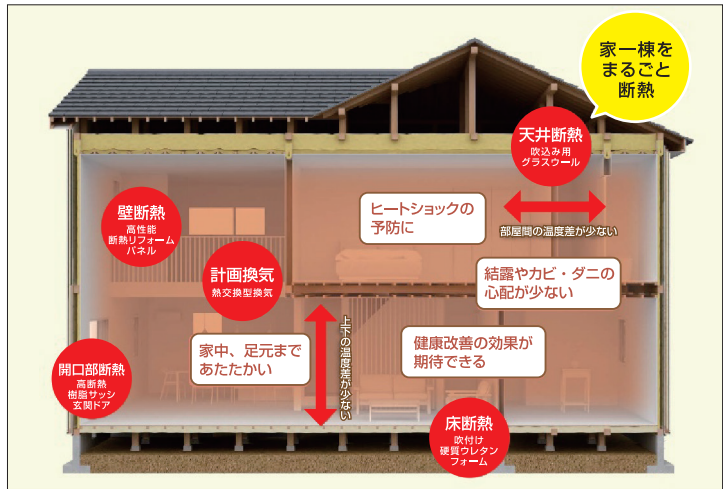 家一棟を
まるごと
断熱
天井断熱
吹込み用
グラスウール
壁断熱
高性能
断熱リフォーム
パネル
ヒートショックの
予防に
部屋間の温度差が少ない
計画換気
熱交換型換気
結露やカビ・ダニの
心配が少ない
家中、足元まで
あたたかい
上下の温度差が少ない
健康改善の効果が
期待できる
開口部断熱
高断熱
樹脂サッシ
玄関ドア
床断熱
吹付け
硬質ウレタン
フォーム